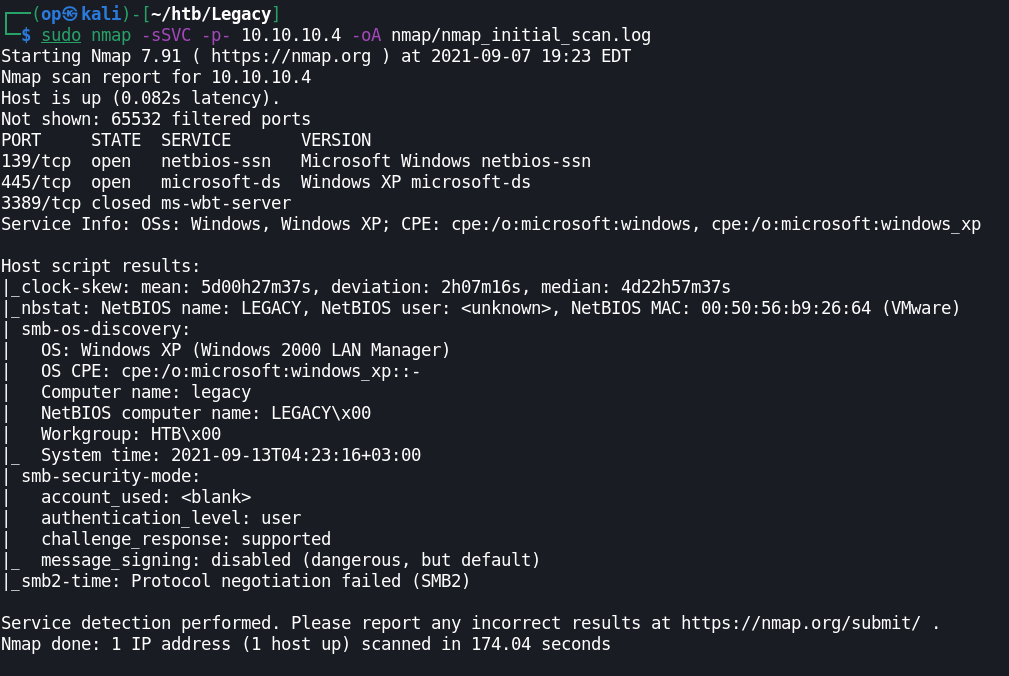 ┌──(op㉿kali)-[~/htb/Legacy]
└─$ sudo nmap -sSVC -p- 10.10.10.4 -oA nmap/nmap_initial_scan.log
Starting Nmap 7.91 ( https://nmap.org ) at 2021-09-07 19:23 EDT
Nmap scan report for 10.10.10.4
Host is up (0.082s latency).
Not shown: 65532 filtered ports
PORT     STATE  SERVICE       VERSION
139/tcp  open   netbios-ssn   Microsoft Windows netbios-ssn
445/tcp  open   microsoft-ds  Windows XP microsoft-ds
3389/tcp closed ms-wbt-server
Service Info: OSs: Windows, Windows XP; CPE: cpe:/o:microsoft:windows, cpe:/o:microsoft:windows_xp

Host script results:
|_clock-skew: mean: 5d00h27m37s, deviation: 2h07m16s, median: 4d22h57m37s
|_nbstat: NetBIOS name: LEGACY, NetBIOS user: <unknown>, NetBIOS MAC: 00:50:56:b9:26:64 (VMware)
| smb-os-discovery:
|   OS: Windows XP (Windows 2000 LAN Manager)
|   OS CPE: cpe:/o:microsoft:windows_xp::-
|   Computer name: legacy
|   NetBIOS computer name: LEGACY\x00
|   Workgroup: HTB\x00
|_  System time: 2021-09-13T04:23:16+03:00
| smb-security-mode:
|   account_used: <blank>
|   authentication_level: user
|   challenge_response: supported
|_  message_signing: disabled (dangerous, but default)
|_smb2-time: Protocol negotiation failed (SMB2)

Service detection performed. Please report any incorrect results at https://nmap.org/submit/ .
Nmap done: 1 IP address (1 host up) scanned in 174.04 seconds